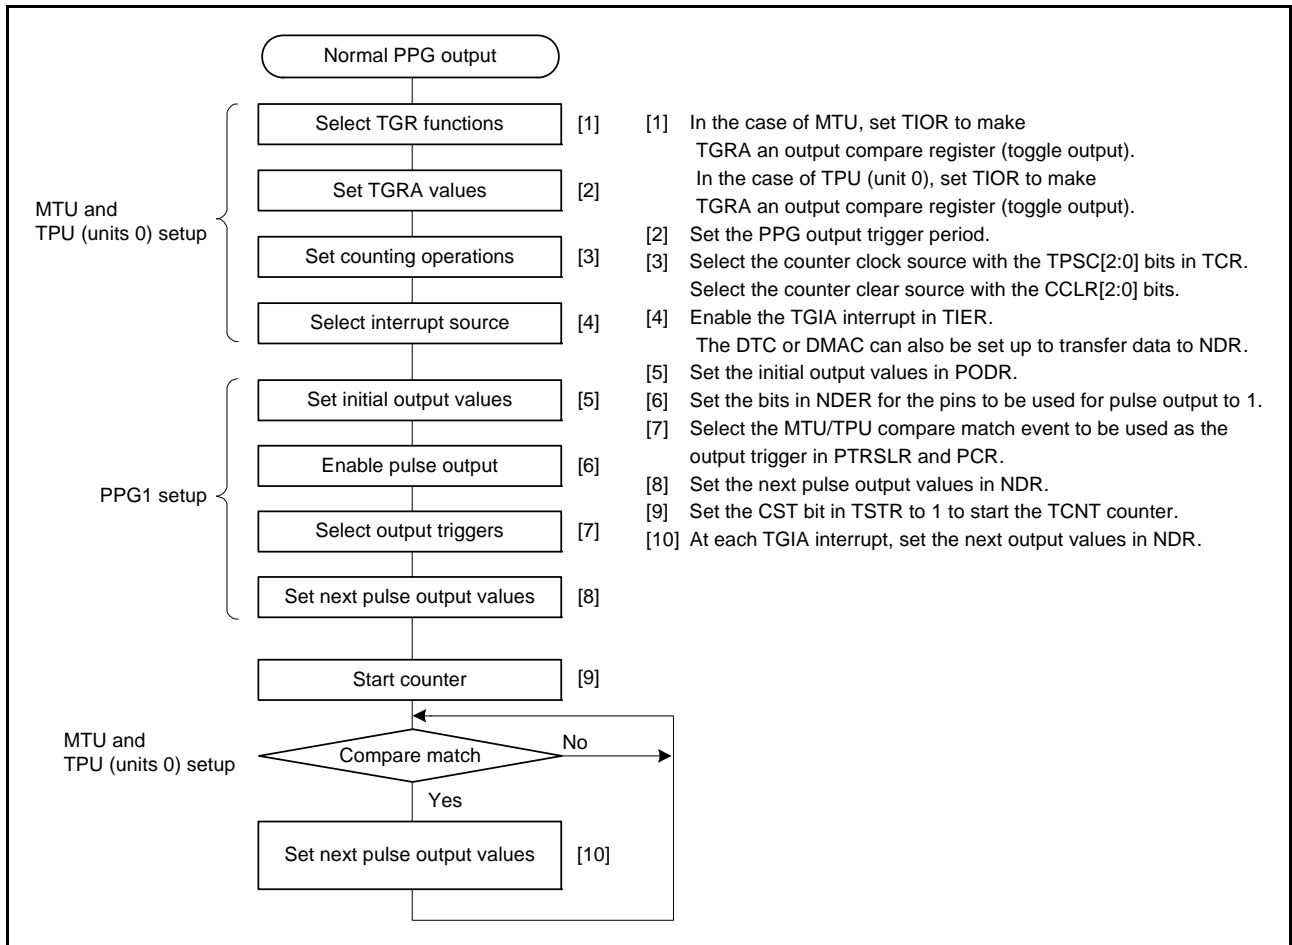 Normal PPG output
Select TGR functions [1]
Set TGRA values [2]
MTU and
TPU (units 0) setup
Set counting operations [3]
Select interrupt source [4]
Set initial output values [5]
Enable pulse output [6]
PPG1 setup
Select output triggers [7]
Set next pulse output values [8]
Start counter [9]
MTU and
TPU (units 0) setup
Compare match
No
Yes
Set next pulse output values [10]
[1] In the case of MTU, set TIOR to make
TGRA an output compare register (toggle output).
In the case of TPU (unit 0), set TIOR to make
TGRA an output compare register (toggle output).
[2] Set the PPG output trigger period.
[3] Select the counter clock source with the TPSC[2:0] bits in TCR.
Select the counter clear source with the CCLR[2:0] bits.
[4] Enable the TGIA interrupt in TIER.
The DTC or DMAC can also be set up to transfer data to NDR.
[5] Set the initial output values in PODR.
[6] Set the bits in NDER for the pins to be used for pulse output to 1.
[7] Select the MTU/TPU compare match event to be used as the
output trigger in PTRSLR and PCR.
[8] Set the next pulse output values in NDR.
[9] Set the CST bit in TSTR to 1 to start the TCNT counter.
[10] At each TGIA interrupt, set the next output values in NDR.